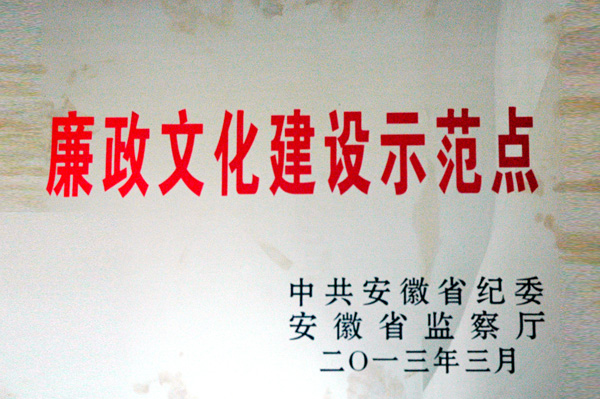 廉政文化建设示范点
中共安徽省纪委
安徽省监察厅
二〇一三年三月